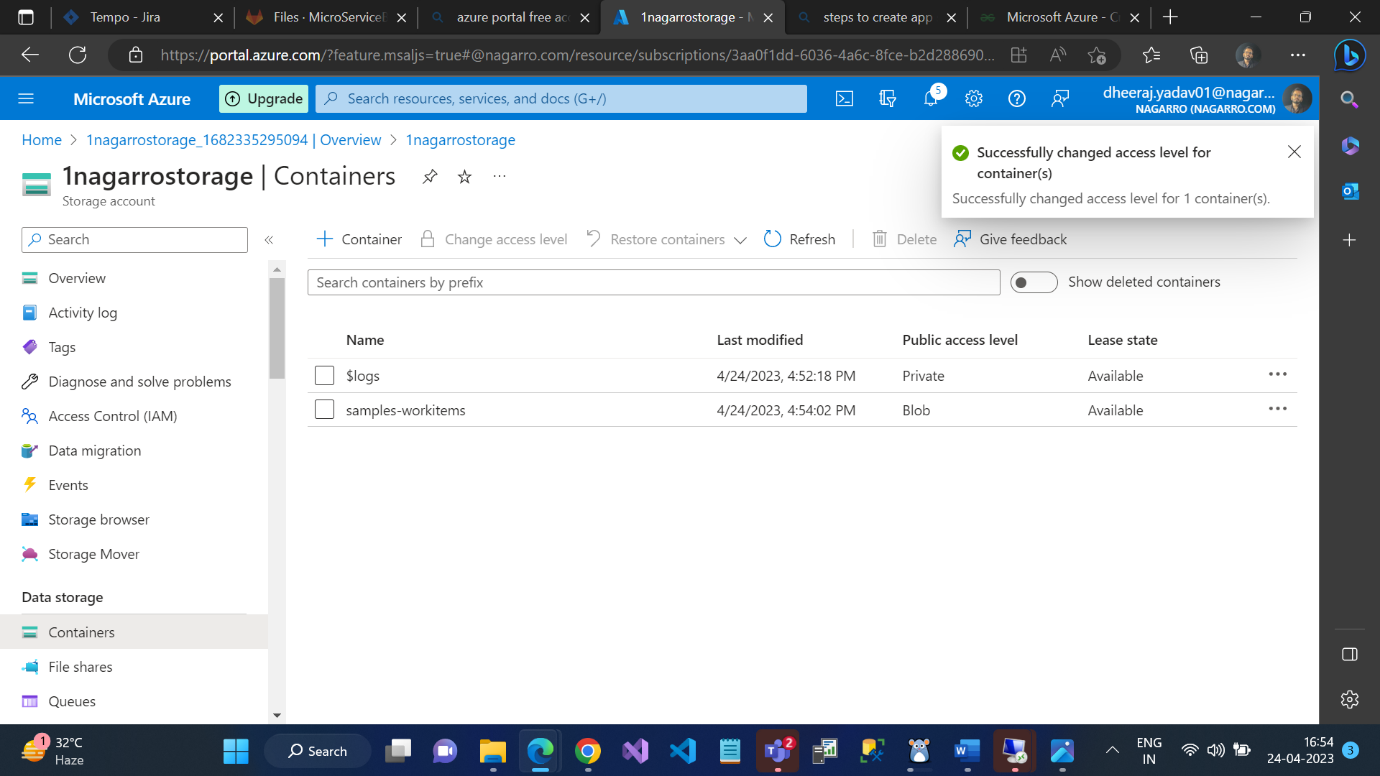 Tempo - Jira
Files · MicroServiceE
azure portal free ac
1nagarrostorage - M
steps to create app
Microsoft Azure - C
https://portal.azure.com/?feature.msaljs=true#@nagarro.com/resource/subscriptions/3aa0f1dd-6036-4a6c-8fce-b2d288690...
Microsoft Azure
Upgrade
Search resources, services, and docs (G+/)
5
dheeraj.yadav01@nagar...
NAGARRO (NAGARRO.COM)
Home > 1nagarrostorage_1682335295094 | Overview > 1nagarrostorage
Successfully changed access level for
container(s)
Successfully changed access level for 1 container(s).
1nagarrostorage | Containers
Storage account
Search
Container
Change access level
Restore containers
Refresh
Delete
Give feedback
Search containers by prefix
Show deleted containers
Overview
Activity log
Tags
Diagnose and solve problems
Access Control (IAM)
Data migration
Events
Storage browser
Storage Mover
Data storage
Containers
File shares
Queues
Name Last modified Public access level Lease state
$logs 4/24/2023, 4:52:18 PM Private Available
samples-workitems 4/24/2023, 4:54:02 PM Blob Available
1
32°C
Haze
Search
2
ENG
IN
16:54
24-04-2023
3